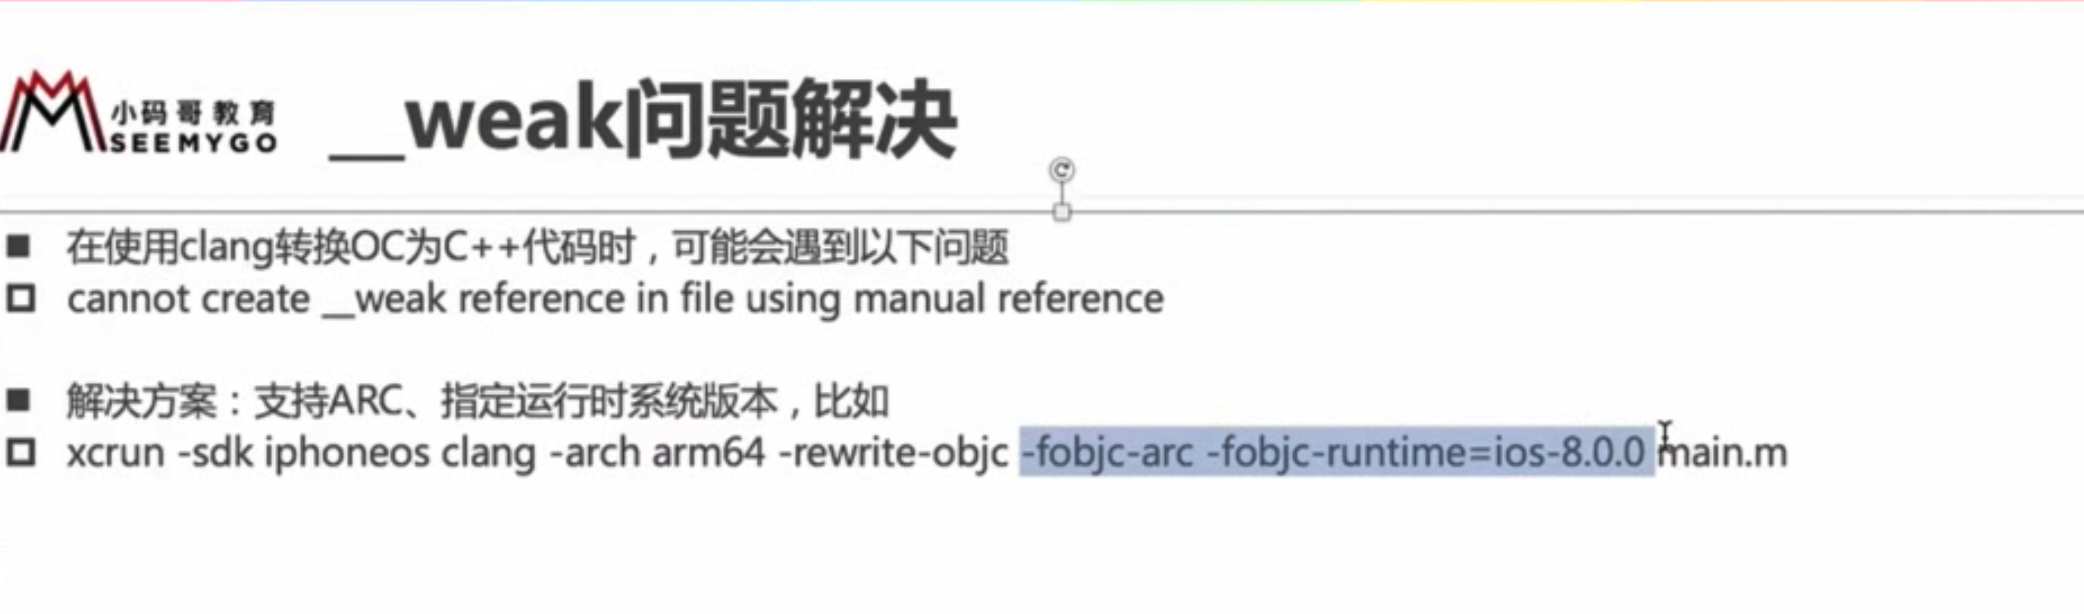 小码哥教育
SEEMYGO
__weak问题解决
在使用clang转换OC为C++代码时，可能会遇到以下问题
cannot create __weak reference in file using manual reference
解决方案：支持ARC、指定运行时系统版本，比如
xcrun -sdk iphoneos clang -arch arm64 -rewrite-objc -fobjc-arc -fobjc-runtime=ios-8.0.0 main.m